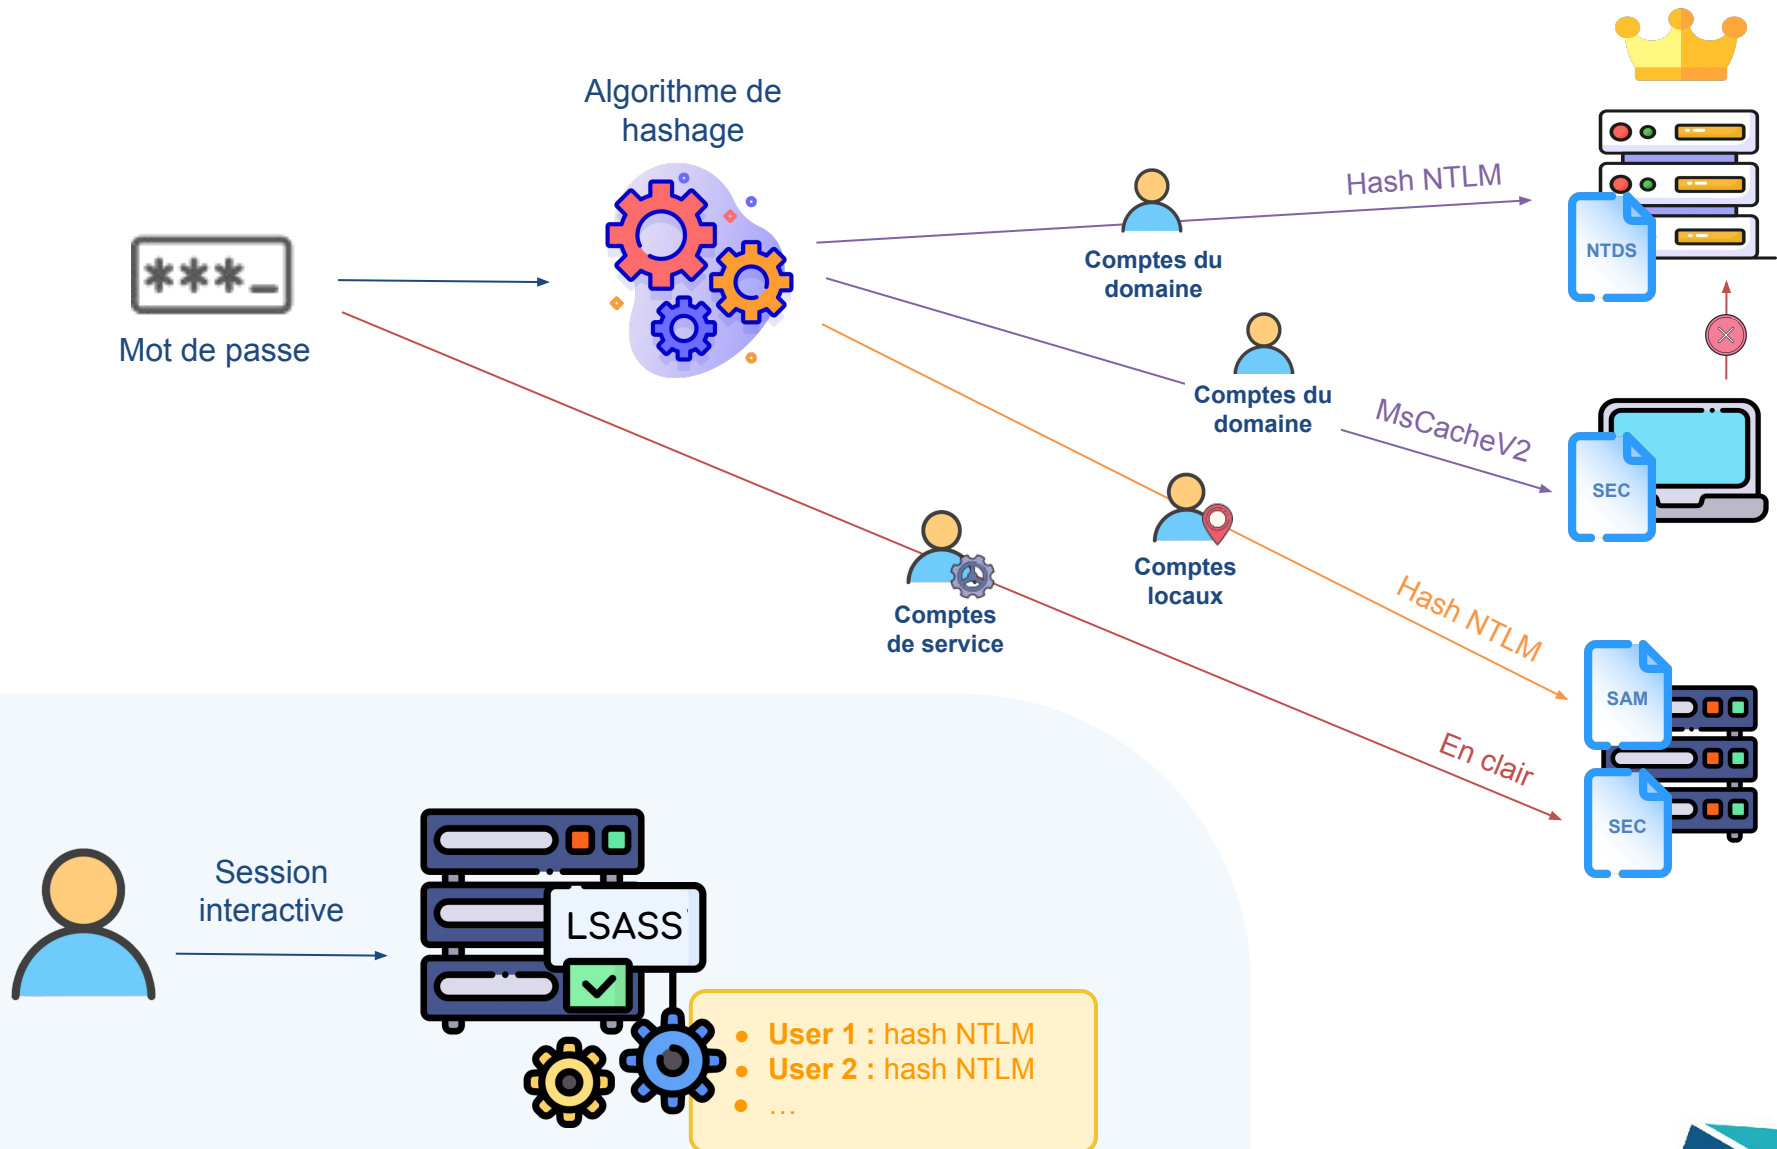 Algorithme de
hashage
***_
Mot de passe
Hash NTLM
Comptes du
domaine
NTDS
Comptes du
domaine
MsCacheV2
SEC
Comptes
locaux
Hash NTLM
SAM
Comptes
de service
En clair
SEC
Session
interactive
LSASS
• User 1 : hash NTLM
• User 2 : hash NTLM
• …